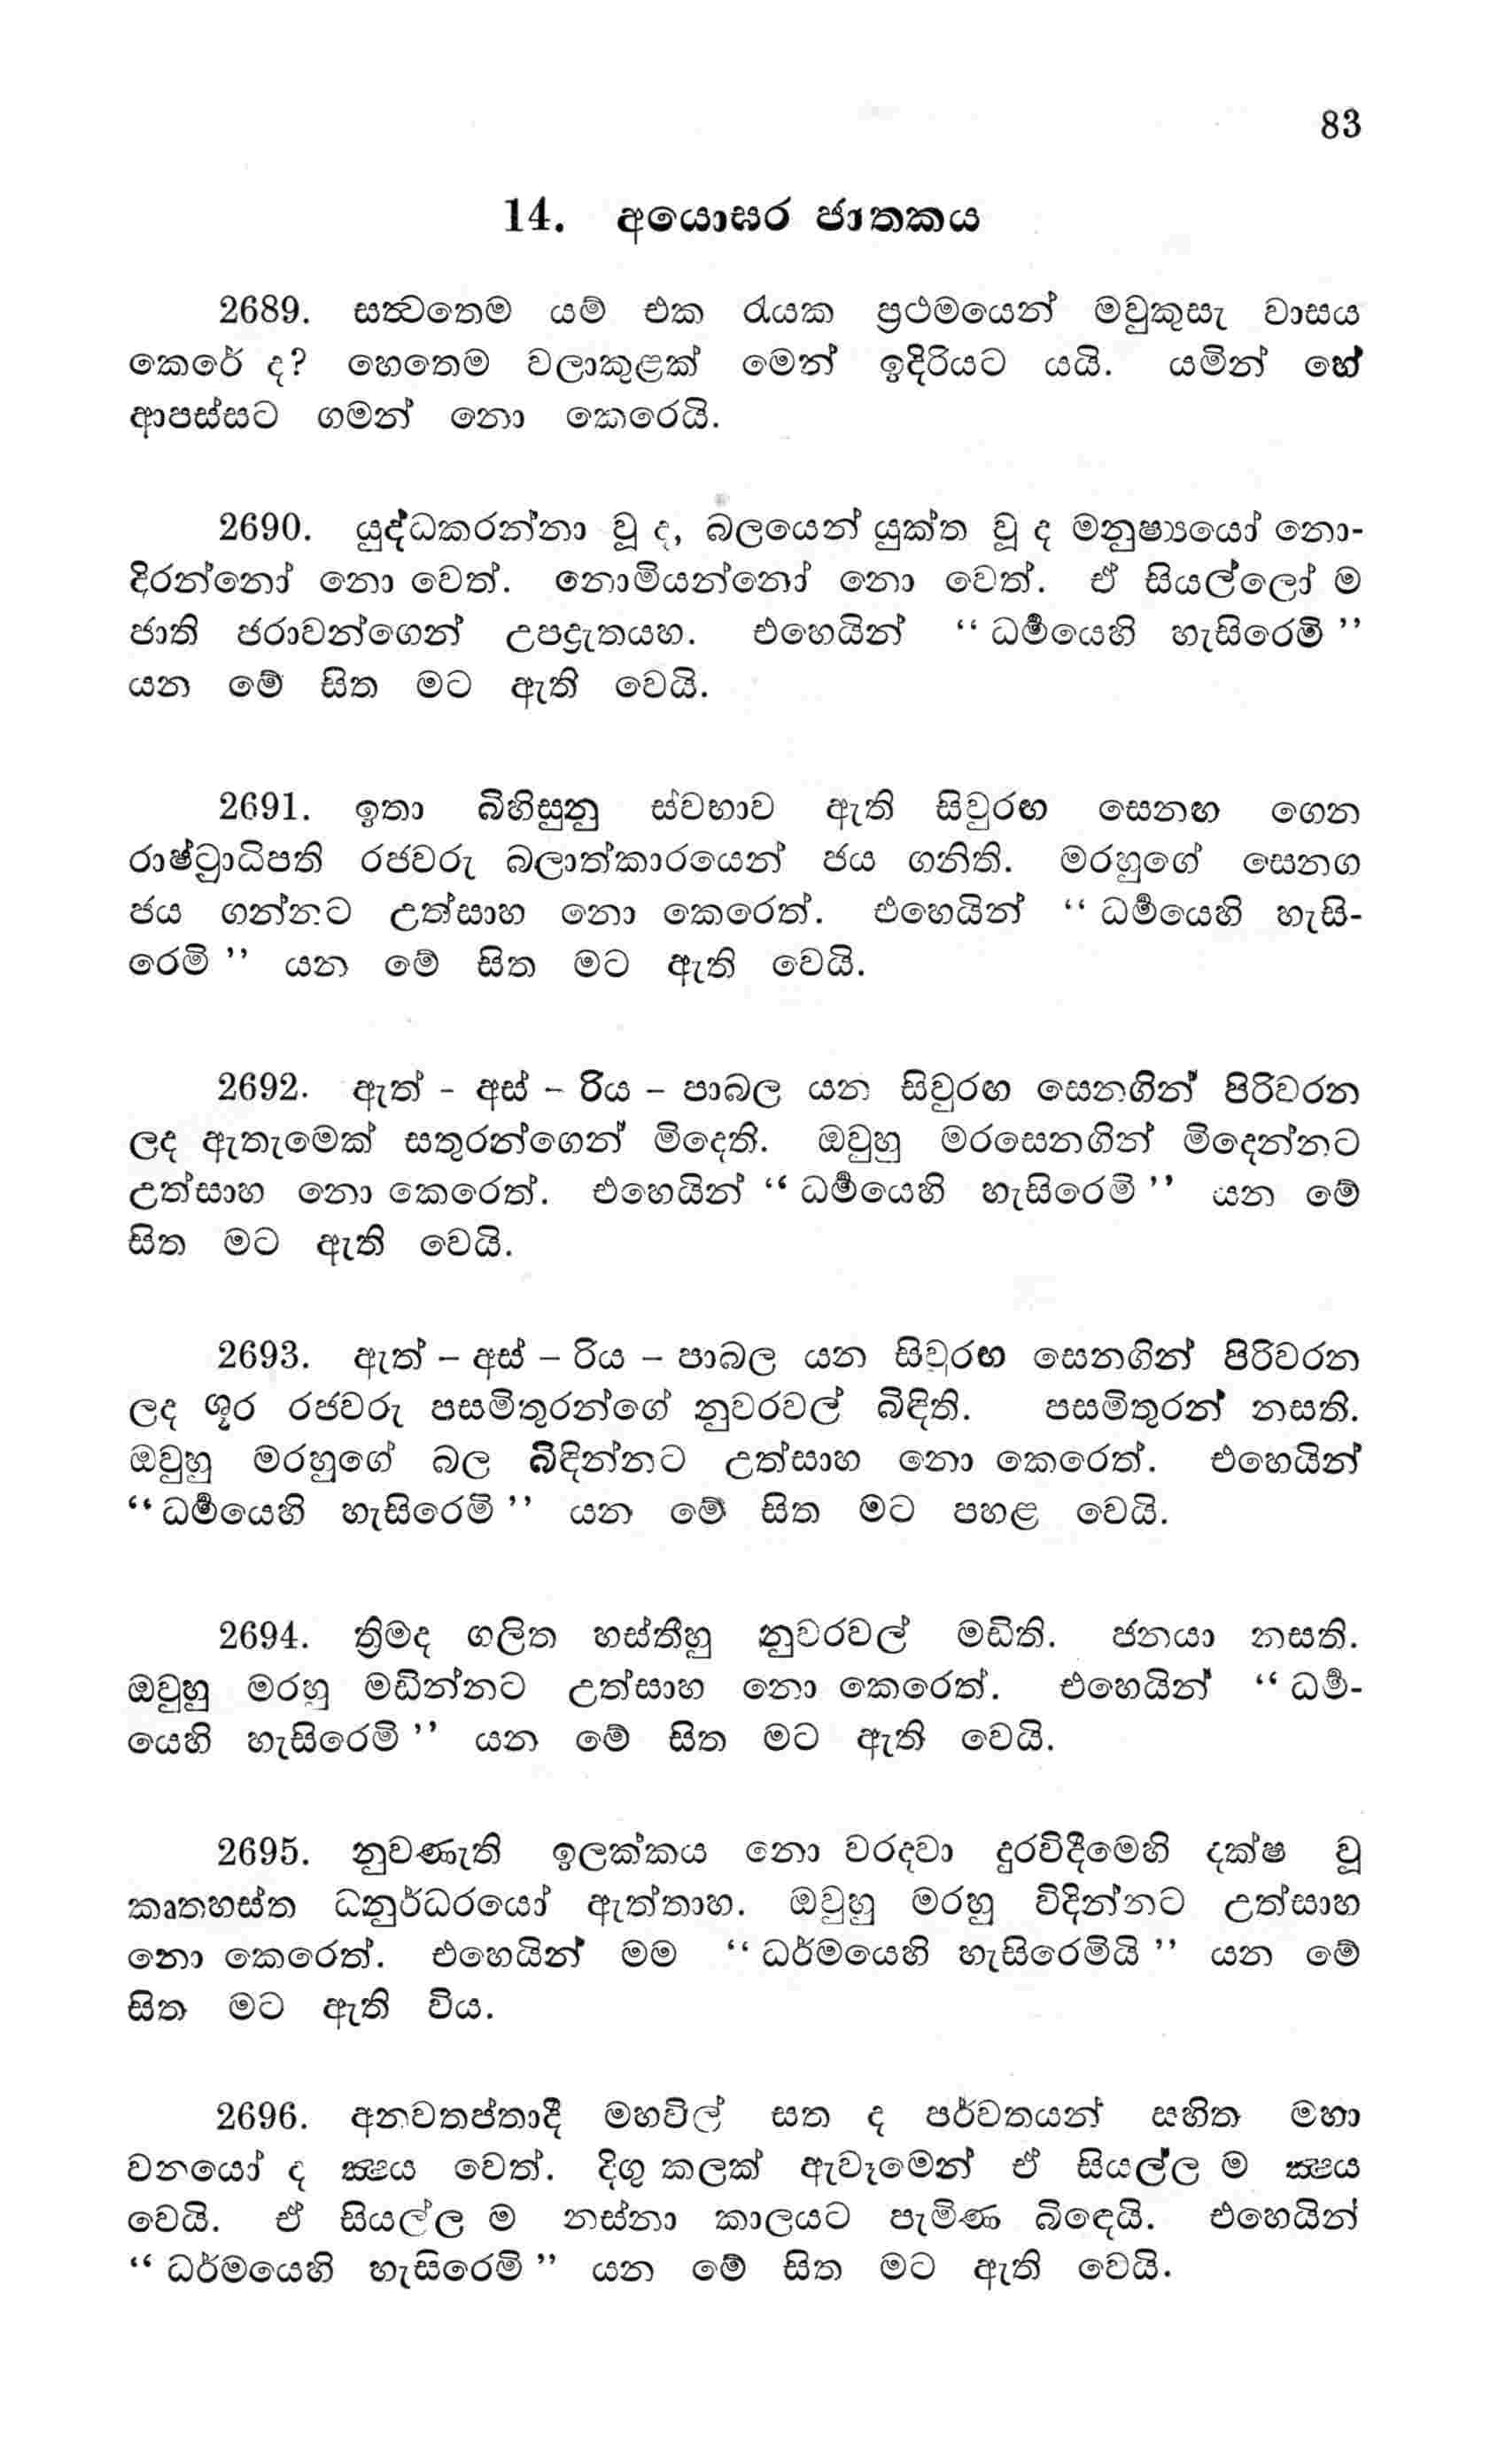 83
14. අයොඝර ජාතකය
2689. සත්‍වතෙම යම් එක රැයක ප්‍රථමයෙන් මවුකුසැ වාසය
කෙරේ ද? හෙතෙම වලාකුළක් මෙන් ඉදිරියට යයි. යමින් හේ
ආපස්සට ගමන් නො කෙරෙයි.
2690. යුද්ධකරන්නා වූ ද, බලයෙන් යුක්ත වූ ද මනුෂ්‍යයෝ නො-
දිරන්නෝ නො වෙත්. නොමියන්නෝ නො වෙත්. ඒ සියල්ලෝ ම
ජාති ජරාවන්ගෙන් උපද්‍රැතයහ. එහෙයින් “ ධර්‍මයෙහි හැසිරෙමි ”
යන මේ සිත මට ඇති වෙයි.
2691. ඉතා බිහිසුනු ස්වභාව ඇති සිවුරඟ සෙනඟ ගෙන
රාෂ්ට්‍රාධිපති රජවරු බලාත්කාරයෙන් ජය ගනිති. මරහුගේ සෙනග
ජය ගන්නට උත්සාහ නො කෙරෙත්. එහෙයින් “ ධර්‍මයෙහි හැසි-
රෙමි ” යන මේ සිත මට ඇති වෙයි.
2692. ඇත් - අස් - රිය - පාබල යන සිවුරඟ සෙනගින් පිරිවරන
ලද ඇතැමෙක් සතුරන්ගෙන් මිදෙති. ඔවුහු මරසෙනගින් මිදෙන්නට
උත්සාහ නො කෙරෙත්. එහෙයින් “ ධර්‍මයෙහි හැසිරෙමි ” යන මේ
සිත මට ඇති වෙයි.
2693. ඇත් – අස් – රිය – පාබල යන සිවුරඟ සෙනගින් පිරිවරන
ලද ශූර රජවරු පසමිතුරන්ගේ නුවරවල් බිඳිති. පසමිතුරන් නසති.
ඔවුහු මරහුගේ බල බිඳින්නට උත්සාහ නො කෙරෙත්. එහෙයින්
“ ධර්‍මයෙහි හැසිරෙමි ” යන මේ සිත මට පහළ වෙයි.
2694. ත්‍රිමද ගලිත හස්තීහු නුවරවල් මඩිති. ජනයා නසති.
ඔවුහු මරහු මඩින්නට උත්සාහ නො කෙරෙත්. එහෙයින් “ ධර්‍ම-
යෙහි හැසිරෙමි ” යන මේ සිත මට ඇති වෙයි.
2695. නුවණැති ඉලක්කය නො වරදවා දුරවිදීමෙහි දක්ෂ වූ
කෘතහස්ත ධනුර්ධරයෝ ඇත්තාහ. ඔවුහු මරහු විදින්නට උත්සාහ
නො කෙරෙත්. එහෙයින් මම “ ධර්මයෙහි හැසිරෙමියි ” යන මේ
සිත මට ඇති විය.
2696. අනවතප්තාදී මහවිල් සත ද පර්වතයන් සහිත මහා
වනයෝ ද ක්‍ෂය වෙත්. දිගු කලක් ඇවෑමෙන් ඒ සියල්ල ම ක්‍ෂය
වෙයි. ඒ සියල්ල ම නස්නා කාලයට පැමිණ බිඳෙයි. එහෙයින්
“ ධර්මයෙහි හැසිරෙමි ” යන මේ සිත මට ඇති වෙයි.